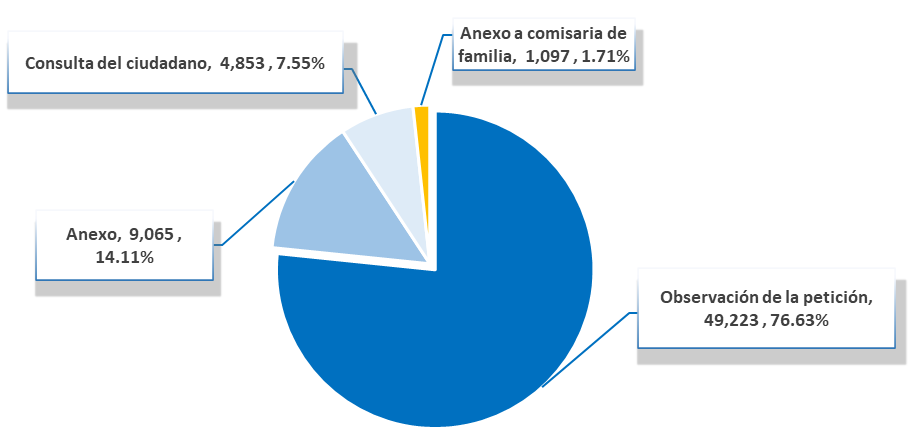 Anexo a comisaria de
familia,  1,097 , 1.71%
Consulta del ciudadano,  4,853 , 7.55%
Anexo,  9,065 ,
14.11%
Observación de la petición,
49,223 , 76.63%